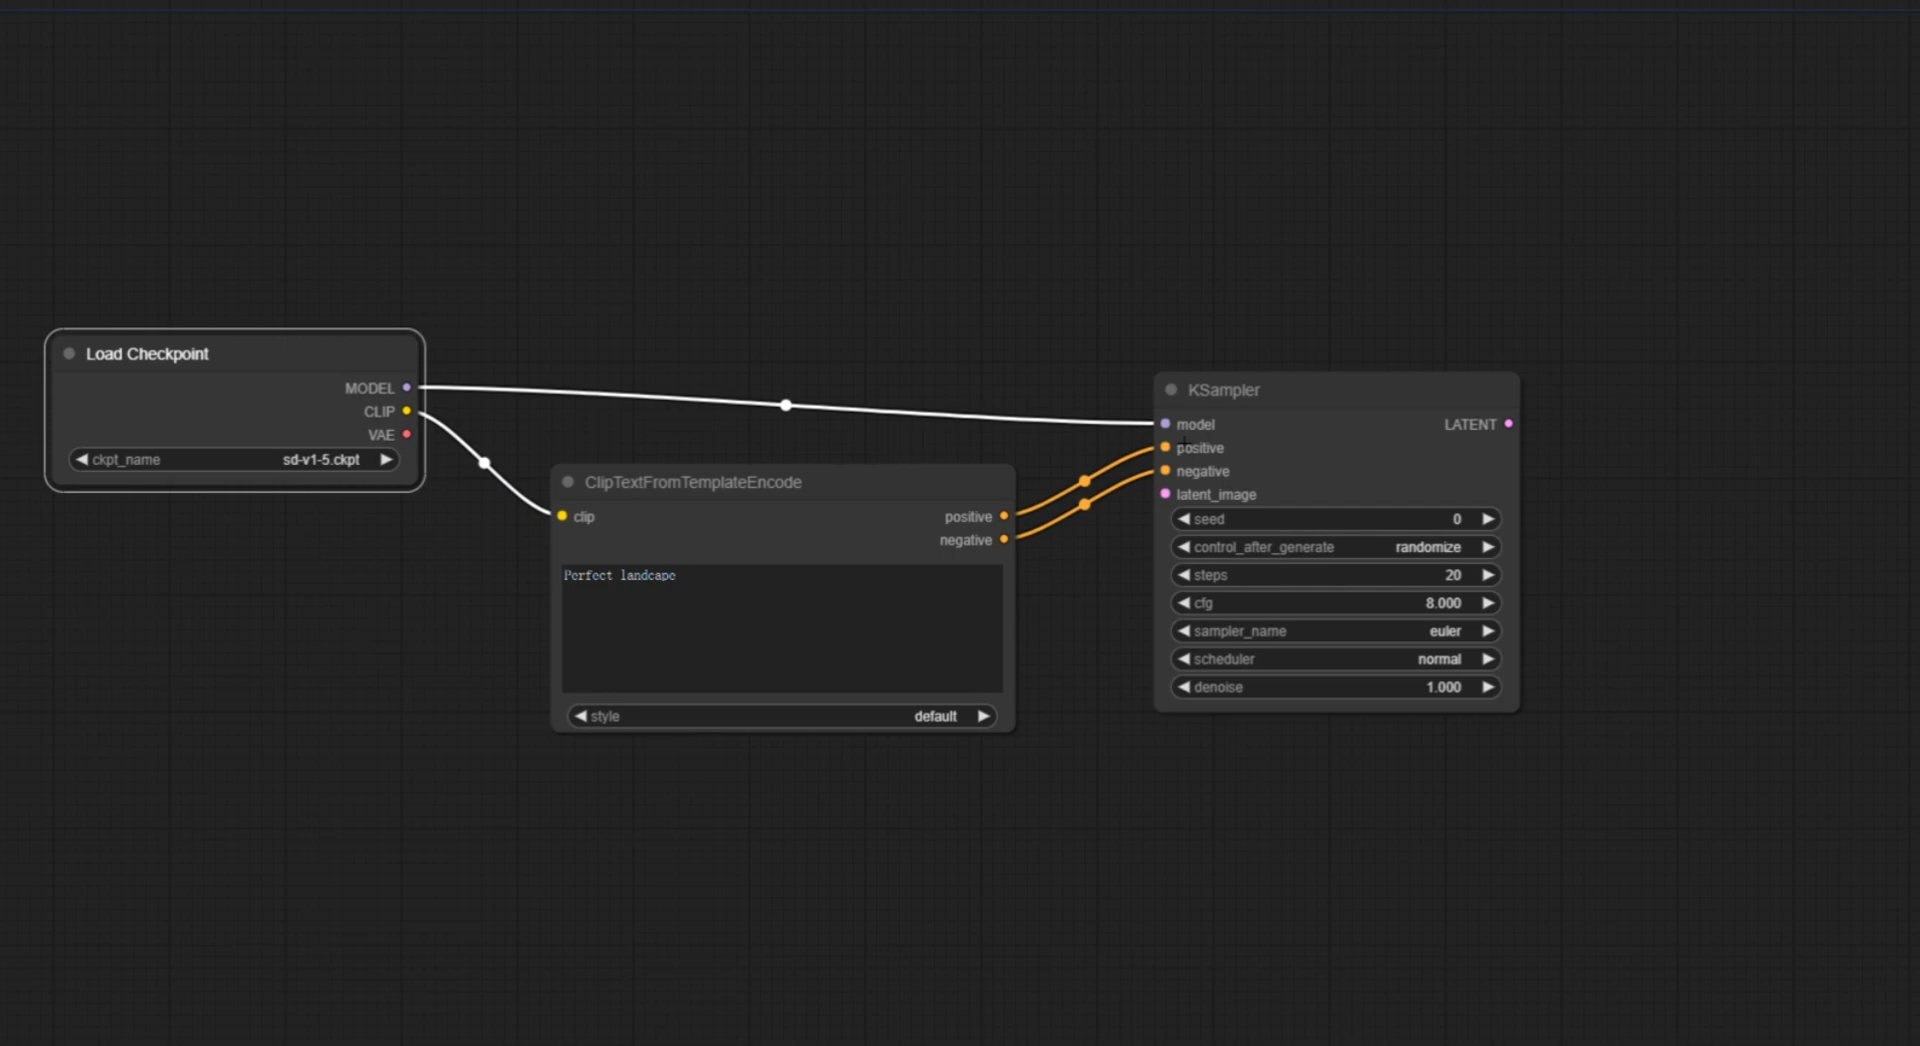 Load Checkpoint
MODEL
CLIP
VAE
ckpt_name sd-v1-5.ckpt
ClipTextFromTemplateEncode
clip positive
negative
Perfect landcape
style default
KSampler
model LATENT
positive
negative
latent_image
seed 0
control_after_generate randomize
steps 20
cfg 8.000
sampler_name euler
scheduler normal
denoise 1.000